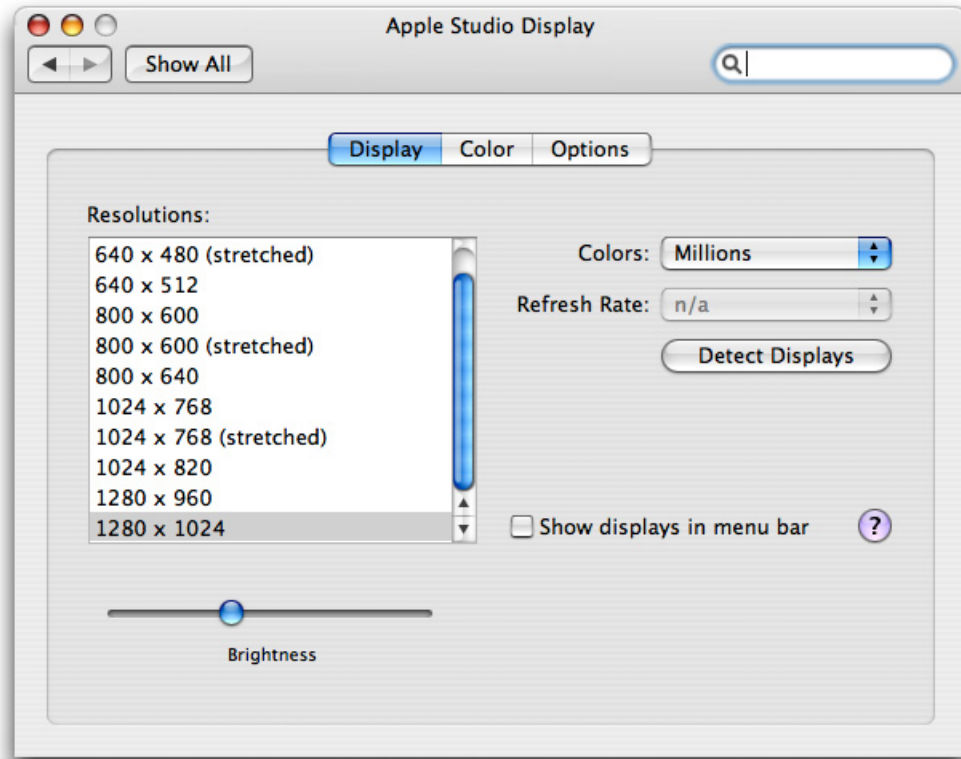 Apple Studio Display
Show All
Display Color Options
Resolutions:
640 x 480 (stretched)
640 x 512
800 x 600
800 x 600 (stretched)
800 x 640
1024 x 768
1024 x 768 (stretched)
1024 x 820
1280 x 960
1280 x 1024
Colors: Millions
Refresh Rate: n/a
Detect Displays
Show displays in menu bar ?
Brightness